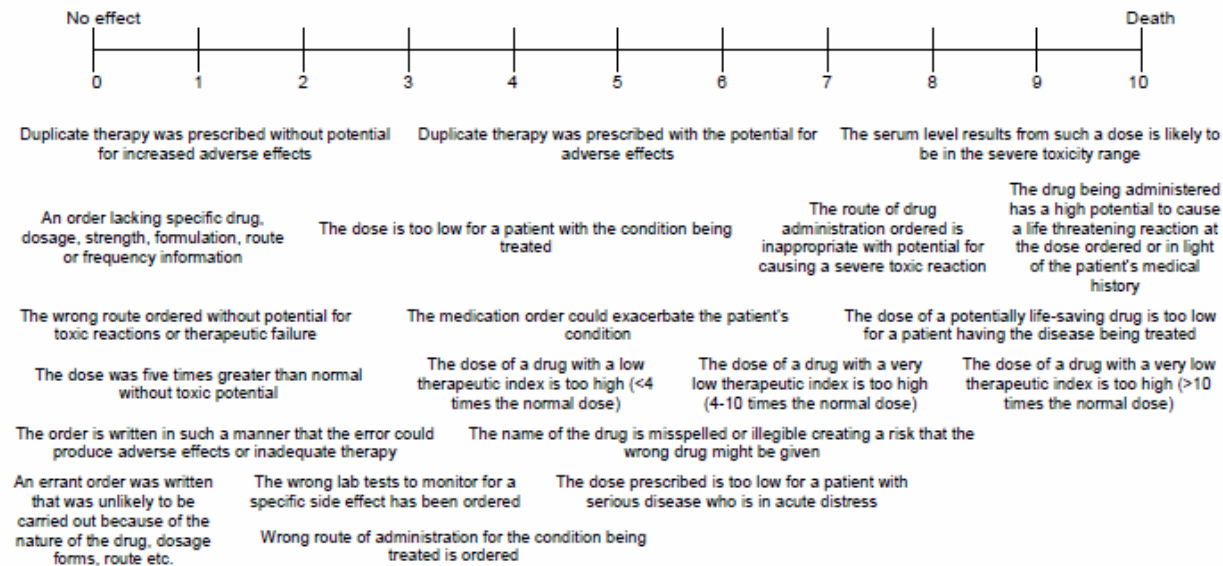 No effect
Death
0 1 2 3 4 5 6 7 8 9 10
Duplicate therapy was prescribed without potential
for increased adverse effects
Duplicate therapy was prescribed with the potential for
adverse effects
The serum level results from such a dose is likely to
be in the severe toxicity range
An order lacking specific drug,
dosage, strength, formulation, route
or frequency information
The dose is too low for a patient with the condition being
treated
The route of drug
administration ordered is
inappropriate with potential for
causing a severe toxic reaction
The drug being administered
has a high potential to cause
a life threatening reaction at
the dose ordered or in light
of the patient's medical
history
The wrong route ordered without potential for
toxic reactions or therapeutic failure
The medication order could exacerbate the patient's
condition
The dose of a potentially life-saving drug is too low
for a patient having the disease being treated
The dose was five times greater than normal
without toxic potential
The dose of a drug with a low
therapeutic index is too high (<4
times the normal dose)
The dose of a drug with a very
low therapeutic index is too high
(4-10 times the normal dose)
The dose of a drug with a very low
therapeutic index is too high (>10
times the normal dose)
The order is written in such a manner that the error could
produce adverse effects or inadequate therapy
The name of the drug is misspelled or illegible creating a risk that the
wrong drug might be given
An errant order was written
that was unlikely to be
carried out because of the
nature of the drug, dosage
forms, route etc.
The wrong lab tests to monitor for a
specific side effect has been ordered
The dose prescribed is too low for a patient with
serious disease who is in acute distress
Wrong route of administration for the condition being
treated is ordered